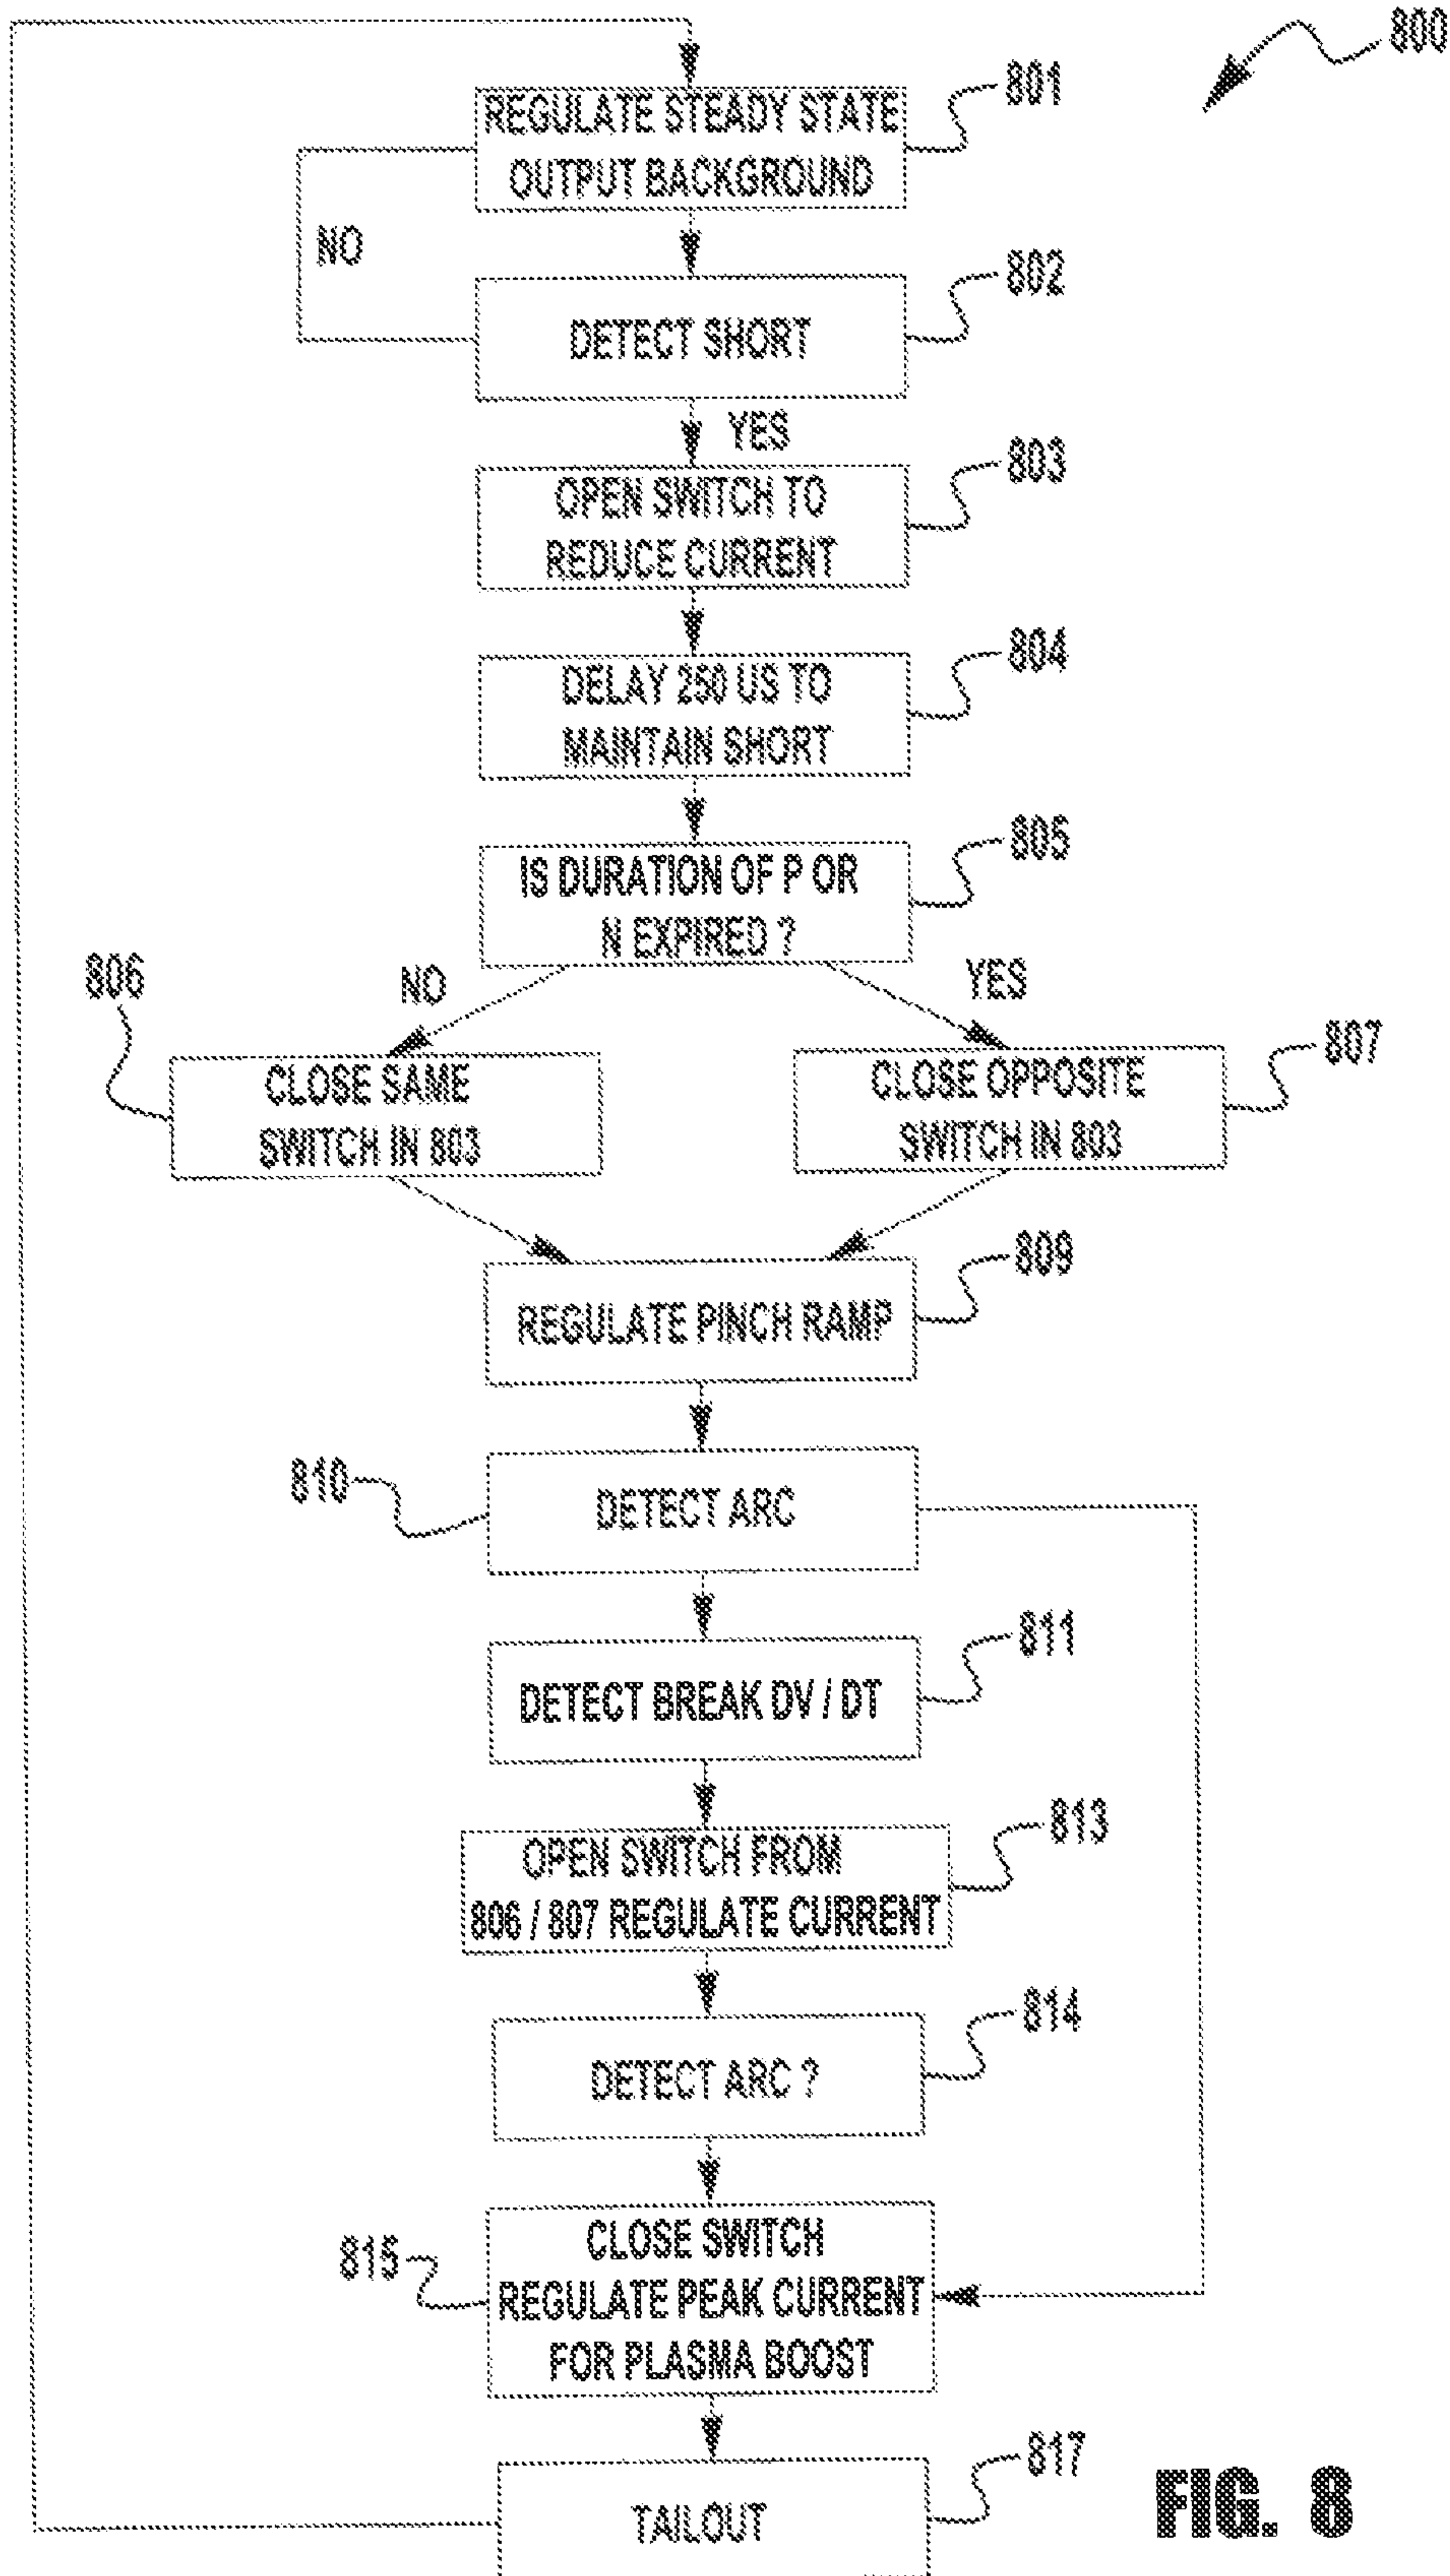 800
REGULATE STEADY STATE
OUTPUT BACKGROUND
801
NO
DETECT SHORT
802
YES
OPEN SWITCH TO
REDUCE CURRENT
803
DELAY 250 US TO
MAINTAIN SHORT
804
IS DURATION OF P OR
N EXPIRED ?
805
NO
YES
806
CLOSE SAME
SWITCH IN 803
CLOSE OPPOSITE
SWITCH IN 803
807
REGULATE PINCH RAMP
809
810
DETECT ARC
DETECT BREAK DV / DT
811
OPEN SWITCH FROM
806 / 807 REGULATE CURRENT
813
DETECT ARC ?
814
815
CLOSE SWITCH
REGULATE PEAK CURRENT
FOR PLASMA BOOST
TAILOUT
817
FIG. 8